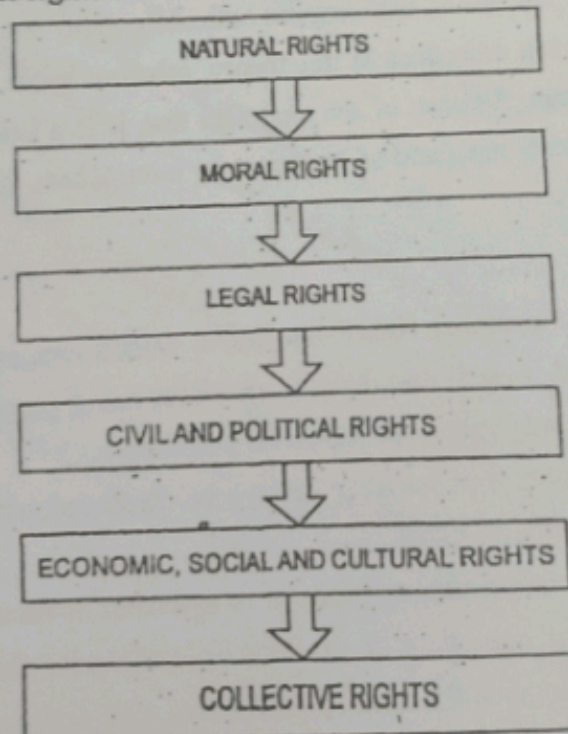 NATURAL RIGHTS
MORAL RIGHTS
LEGAL RIGHTS
CIVIL AND POLITICAL RIGHTS
ECONOMIC, SOCIAL AND CULTURAL RIGHTS
COLLECTIVE RIGHTS